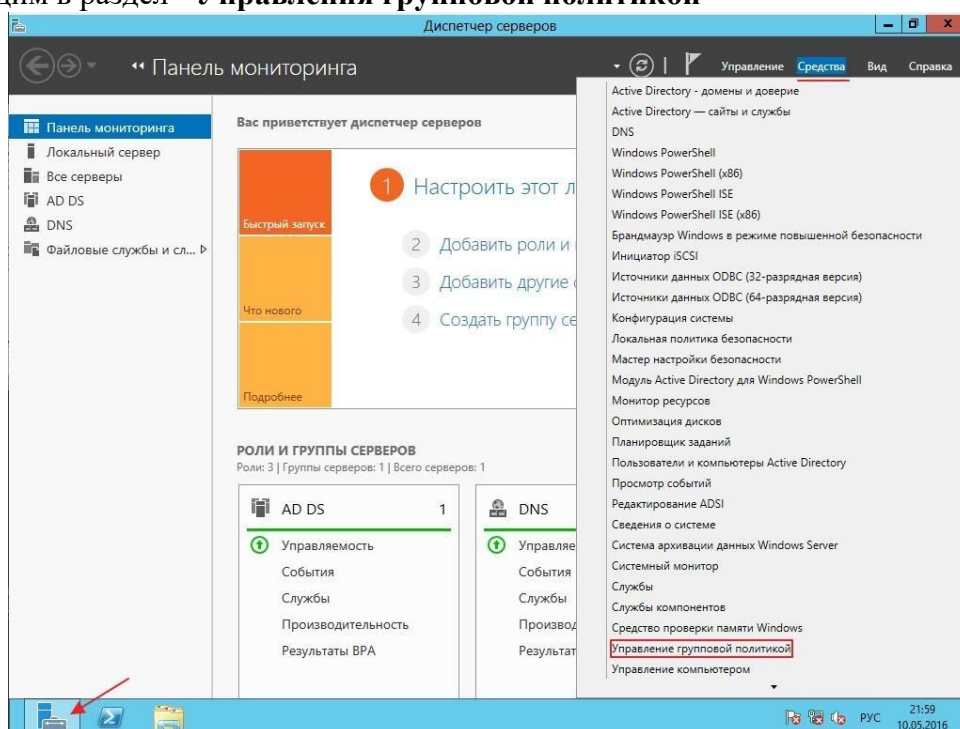 Управления групповой политикой
Диспетчер серверов
Панель мониторинга
Управление Средства Вид Справка
Панель мониторинга
Локальный сервер
Все серверы
AD DS
DNS
Файловые службы и сл...
Вас приветствует диспетчер серверов
Быстрый запуск
Что нового
Подробнее
1 Настроить этот л
2 Добавить роли и
3 Добавить другие
4 Создать группу се
РОЛИ И ГРУППЫ СЕРВЕРОВ
Роли: 3 | Группы серверов: 1 | Всего серверов: 1
AD DS 1
Управляемость
События
Службы
Производительность
Результаты BPA
DNS
Управляе
События
Службы
Производ
Результат
Active Directory - домены и доверие
Active Directory — сайты и службы
DNS
Windows PowerShell
Windows PowerShell (x86)
Windows PowerShell ISE
Windows PowerShell ISE (x86)
Брандмауэр Windows в режиме повышенной безопасности
Инициатор iSCSI
Источники данных ODBC (32-разрядная версия)
Источники данных ODBC (64-разрядная версия)
Конфигурация системы
Локальная политика безопасности
Мастер настройки безопасности
Модуль Active Directory для Windows PowerShell
Монитор ресурсов
Оптимизация дисков
Планировщик заданий
Пользователи и компьютеры Active Directory
Просмотр событий
Редактирование ADSI
Сведения о системе
Система архивации данных Windows Server
Системный монитор
Службы
Службы компонентов
Средство проверки памяти Windows
Управление групповой политикой
Управление компьютером
РУС
21:59
10.05.2016